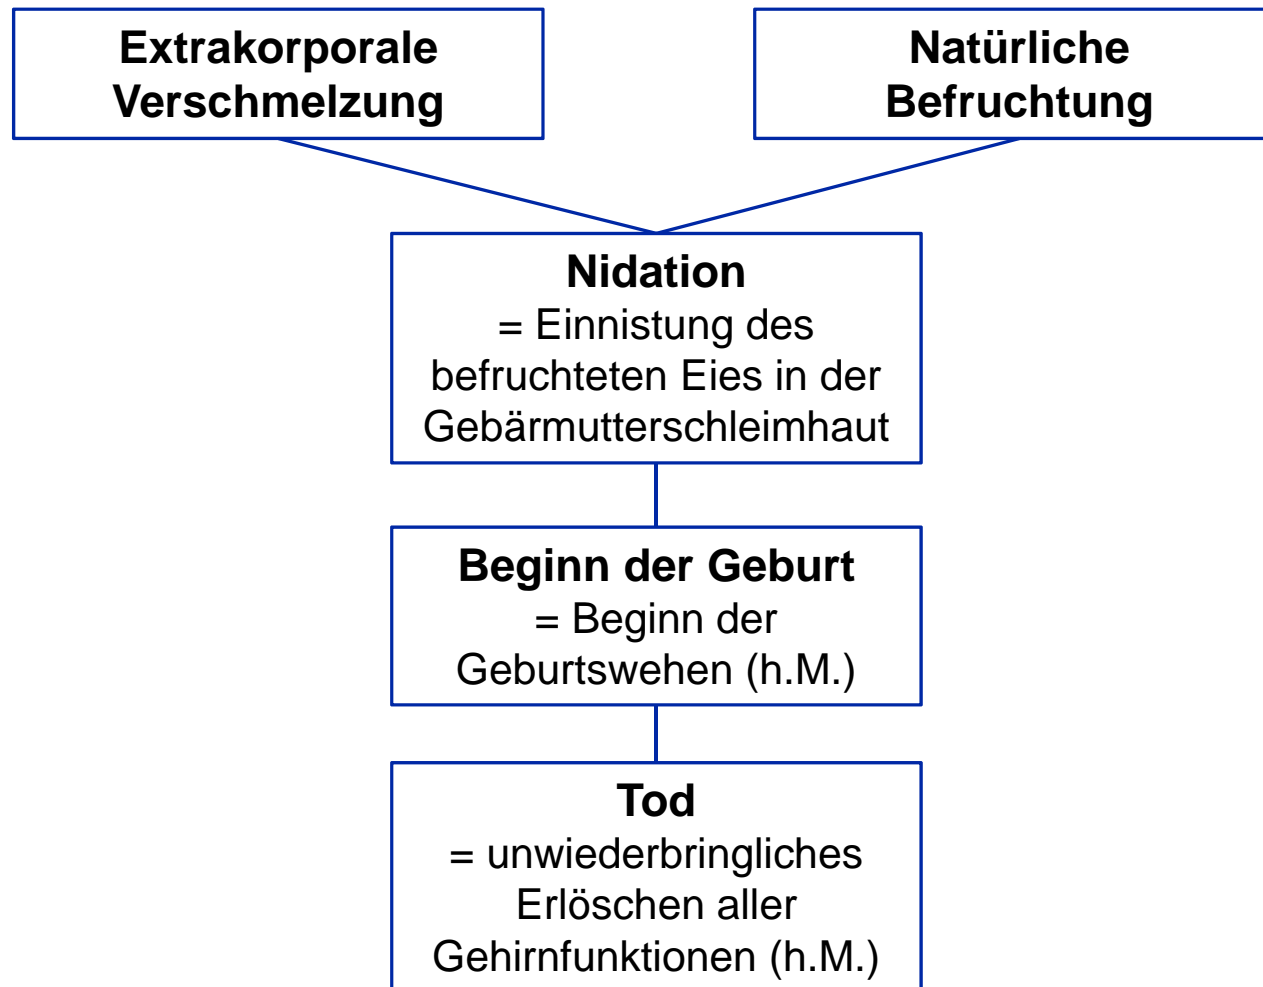 Extrakorporale
Verschmelzung
Natürliche
Befruchtung
Nidation
= Einnistung des
befruchteten Eies in der
Gebärmutterschleimhaut
Beginn der Geburt
= Beginn der
Geburtswehen (h.M.)
Tod
= unwiederbringliches
Erlöschen aller
Gehirnfunktionen (h.M.)